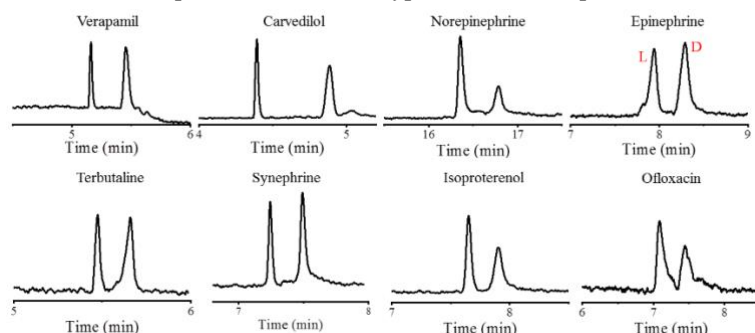 Verapamil
5 6
Time (min)
Carvedilol
4 5
Time (min)
Norepinephrine
16 17
Time (min)
Epinephrine
L
D
7 8 9
Time (min)
Terbutaline
5 6
Time (min)
Synephrine
7 8
Time (min)
Isoproterenol
7 8
Time (min)
Ofloxacin
6 7 8
Time (min)